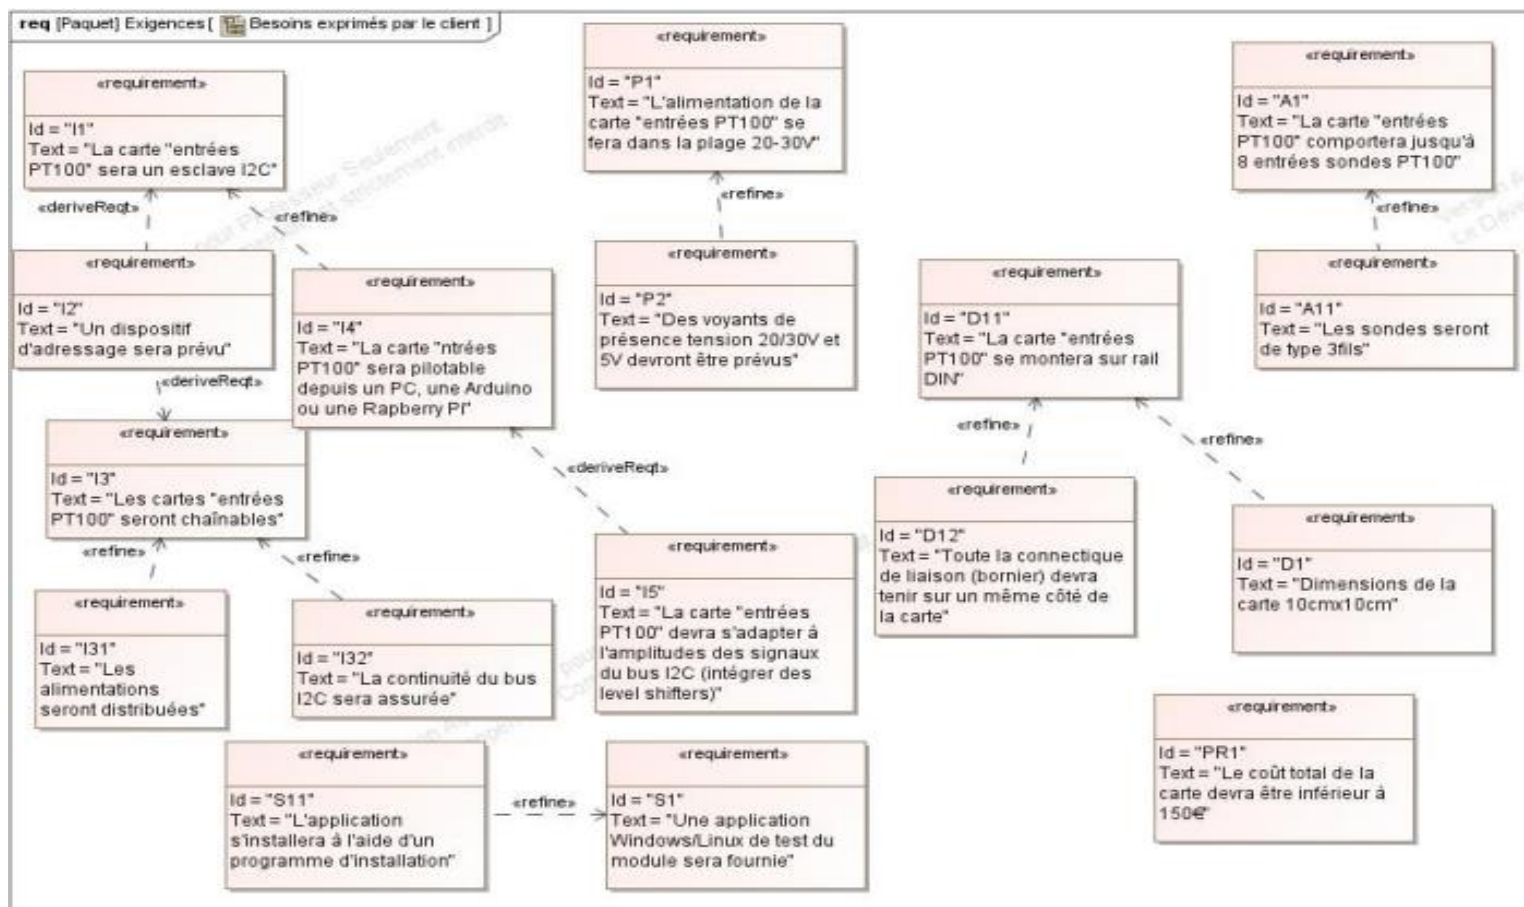 req [Paquet] Exigences [ Besoins exprimés par le client ]
«requirement»
Id = "I1"
Text = "La carte "entrées
PT100" sera un esclave I2C"
«deriveReqt»
«refine»
«requirement»
Id = "I2"
Text = "Un dispositif
d'adressage sera prévu"
«deriveReqt»
«requirement»
Id = "I4"
Text = "La carte "ntrées
PT100" sera pilotable
depuis un PC, une Arduino
ou une Rapberry PI"
«requirement»
Id = "I3"
Text = "Les cartes "entrées
PT100" seront chaînables"
«refine»
«refine»
«deriveReqt»
«requirement»
Id = "I31"
Text = "Les
alimentations
seront distribuées"
«requirement»
Id = "I32"
Text = "La continuité du bus
I2C sera assurée"
«requirement»
Id = "I5"
Text = "La carte "entrées
PT100" devra s'adapter à
l'amplitudes des signaux
du bus I2C (intégrer des
level shifters)"
«requirement»
Id = "S11"
Text = "L'application
s'installera à l'aide d'un
programme d'installation"
«refine»
«requirement»
Id = "S1"
Text = "Une application
Windows/Linux de test du
module sera fournie"
«requirement»
Id = "P1"
Text = "L'alimentation de la
carte "entrées PT100" se
fera dans la plage 20-30V"
«refine»
«requirement»
Id = "P2"
Text = "Des voyants de
présence tension 20/30V et
5V devront être prévus"
«requirement»
Id = "D11"
Text = "La carte "entrées
PT100" se montera sur rail
DIN"
«refine»
«refine»
«requirement»
Id = "D12"
Text = "Toute la connectique
de liaison (bornier) devra
tenir sur un même côté de
la carte"
«requirement»
Id = "D1"
Text = "Dimensions de la
carte 10cmx10cm"
«requirement»
Id = "A1"
Text = "La carte "entrées
PT100" comportera jusqu'à
8 entrées sondes PT100"
«refine»
«requirement»
Id = "A11"
Text = "Les sondes seront
de type 3fils"
«requirement»
Id = "PR1"
Text = "Le coût total de la
carte devra être inférieur à
150€"
Professeur Seulement
strictement interdit